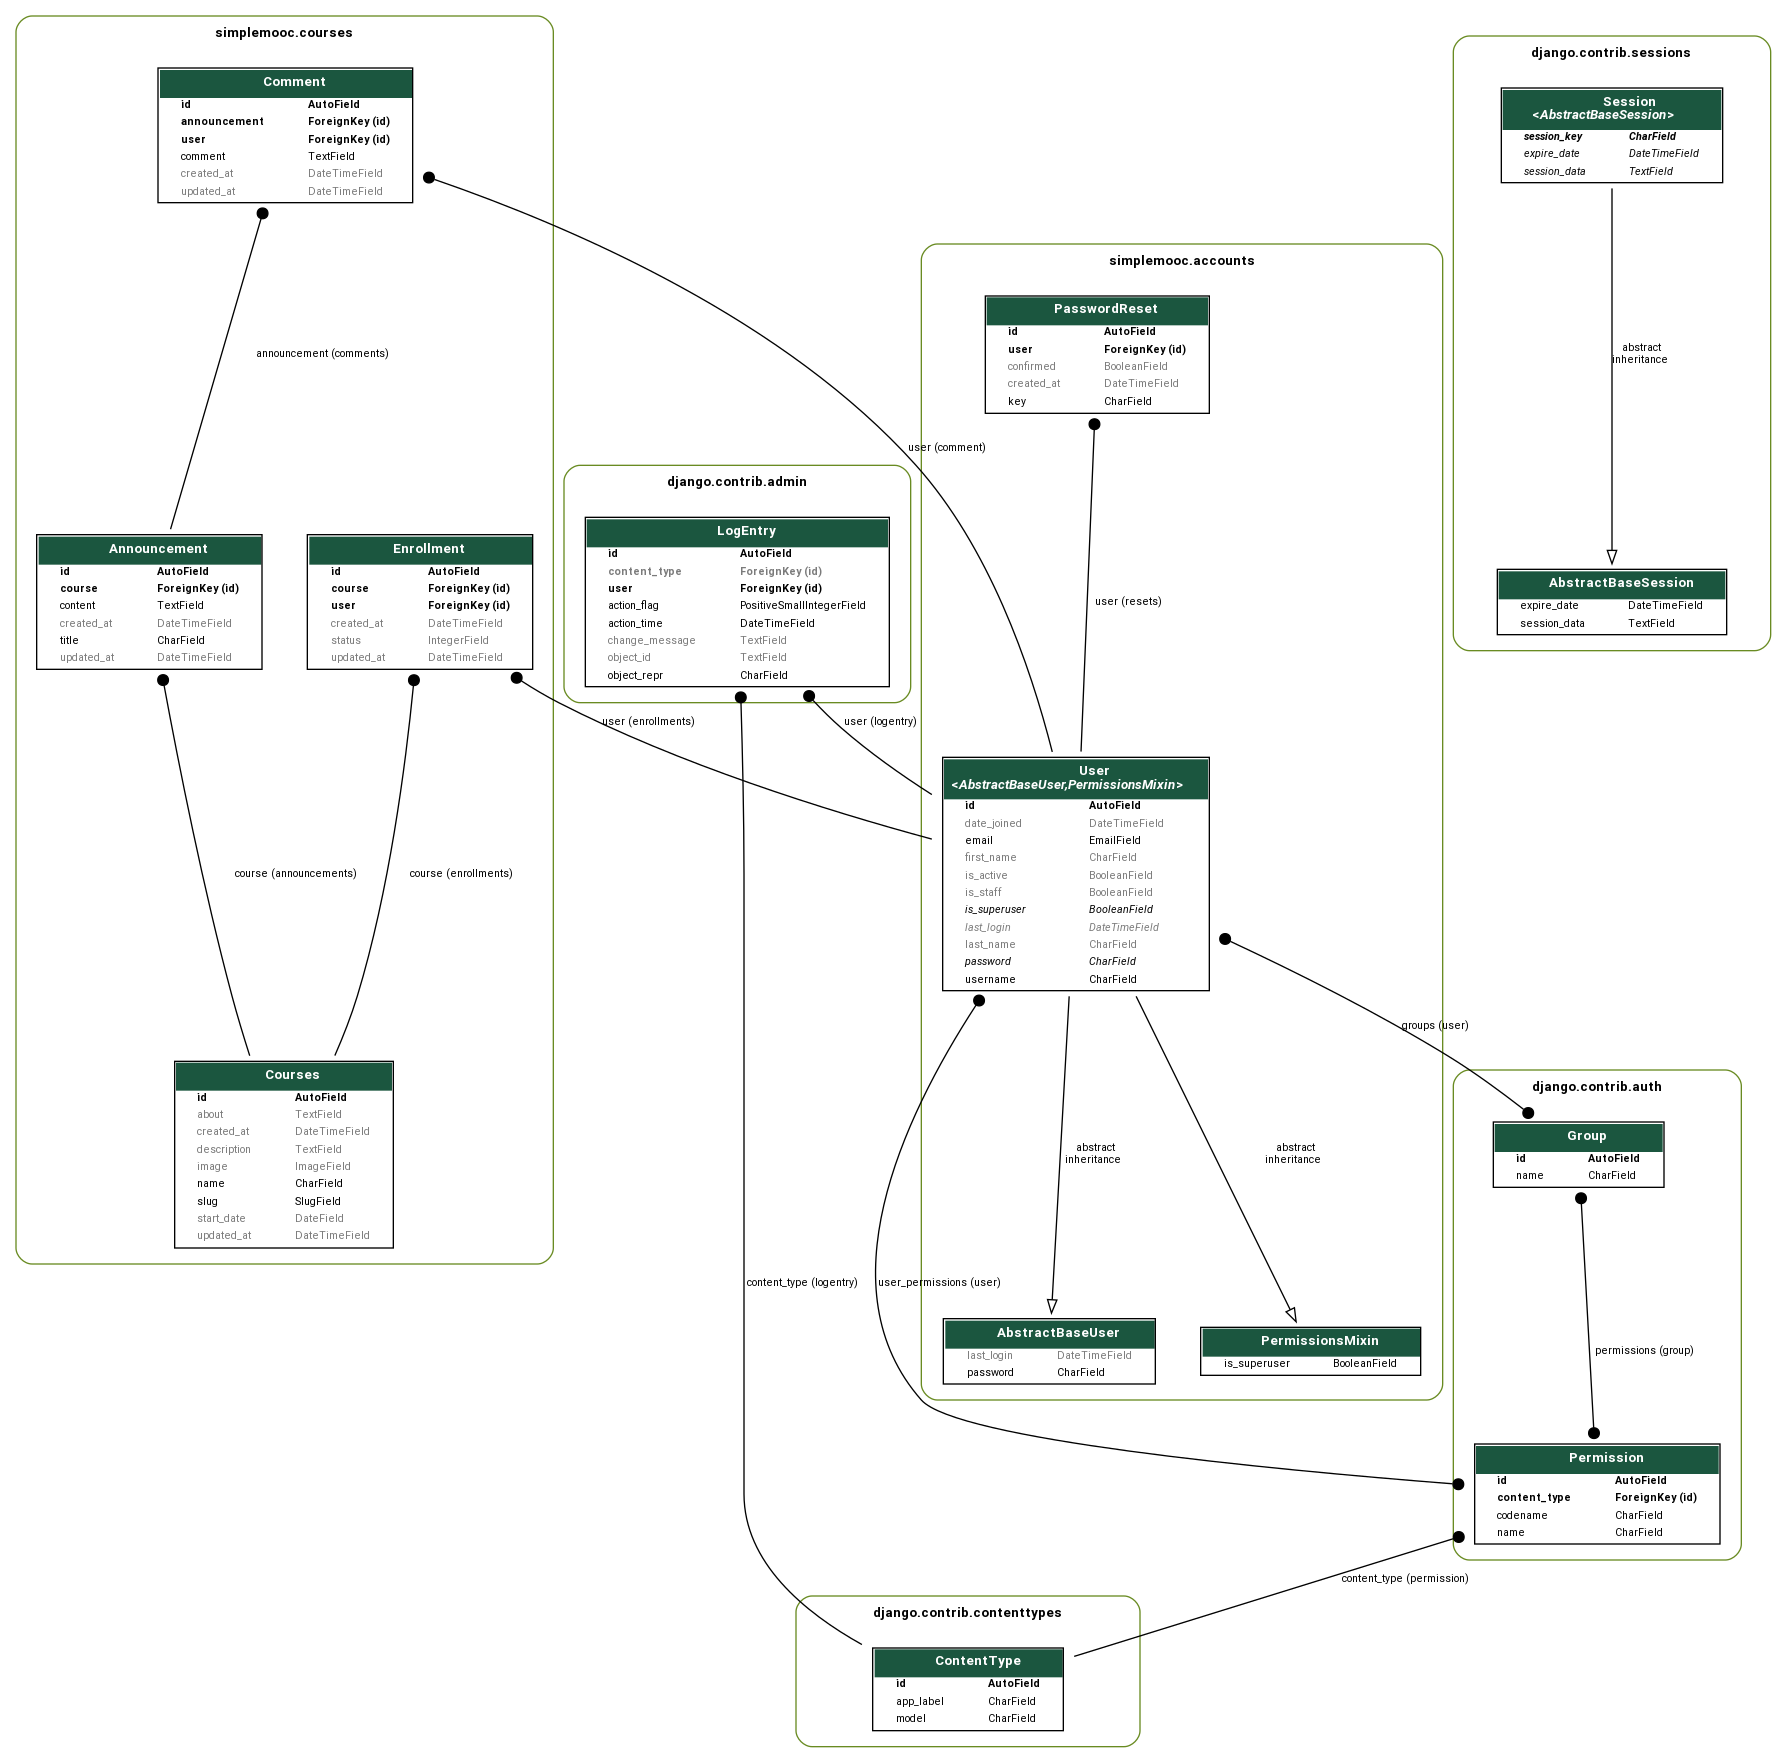 simplemooc.courses
Comment
id AutoField
announcement ForeignKey (id)
user ForeignKey (id)
comment TextField
created_at DateTimeField
updated_at DateTimeField
announcement (comments)
user (comment)
Announcement
id AutoField
course ForeignKey (id)
content TextField
created_at DateTimeField
title CharField
updated_at DateTimeField
Enrollment
id AutoField
course ForeignKey (id)
user ForeignKey (id)
created_at DateTimeField
status IntegerField
updated_at DateTimeField
user (enrollments)
course (announcements)
course (enrollments)
Courses
id AutoField
about TextField
created_at DateTimeField
description TextField
image ImageField
name CharField
slug SlugField
start_date DateField
updated_at DateTimeField
django.contrib.admin
LogEntry
id AutoField
content_type ForeignKey (id)
user ForeignKey (id)
action_flag PositiveSmallIntegerField
action_time DateTimeField
change_message TextField
object_id TextField
object_repr CharField
user (logentry)
content_type (logentry)
simplemooc.accounts
PasswordReset
id AutoField
user ForeignKey (id)
confirmed BooleanField
created_at DateTimeField
key CharField
user (resets)
User
<AbstractBaseUser,PermissionsMixin>
id AutoField
date_joined DateTimeField
email EmailField
first_name CharField
is_active BooleanField
is_staff BooleanField
is_superuser BooleanField
last_login DateTimeField
last_name CharField
password CharField
username CharField
groups (user)
abstract
inheritance
abstract
inheritance
user_permissions (user)
AbstractBaseUser
last_login DateTimeField
password CharField
PermissionsMixin
is_superuser BooleanField
django.contrib.sessions
Session
<AbstractBaseSession>
session_key CharField
expire_date DateTimeField
session_data TextField
abstract
inheritance
AbstractBaseSession
expire_date DateTimeField
session_data TextField
django.contrib.auth
Group
id AutoField
name CharField
permissions (group)
Permission
id AutoField
content_type ForeignKey (id)
codename CharField
name CharField
content_type (permission)
django.contrib.contenttypes
ContentType
id AutoField
app_label CharField
model CharField